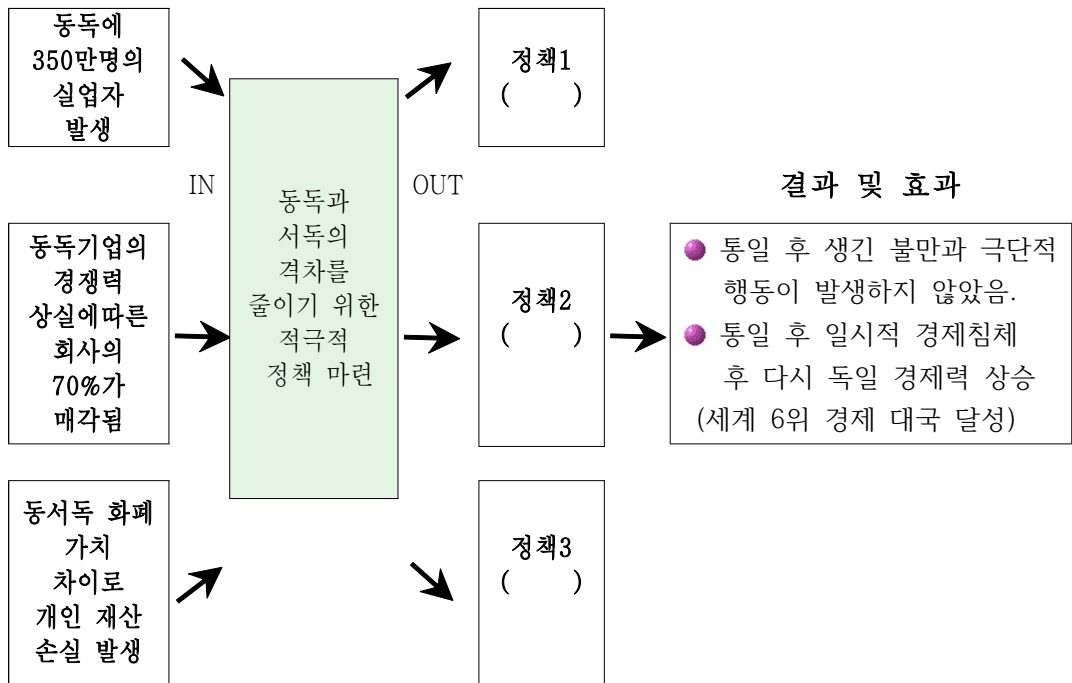 동독에
350만명의
실업자
발생
정책1
(      )
IN
OUT
동독과
서독의
격차를
줄이기 위한
적극적
정책 마련
동독기업의
경쟁력
상실에따른
회사의
70%가
매각됨
정책2
(      )
결과 및 효과
통일 후 생긴 불만과 극단적
행동이 발생하지 않았음.
통일 후 일시적 경제침체
후 다시 독일 경제력 상승
(세계 6위 경제 대국 달성)
동서독 화폐
가치
차이로
개인 재산
손실 발생
정책3
(      )